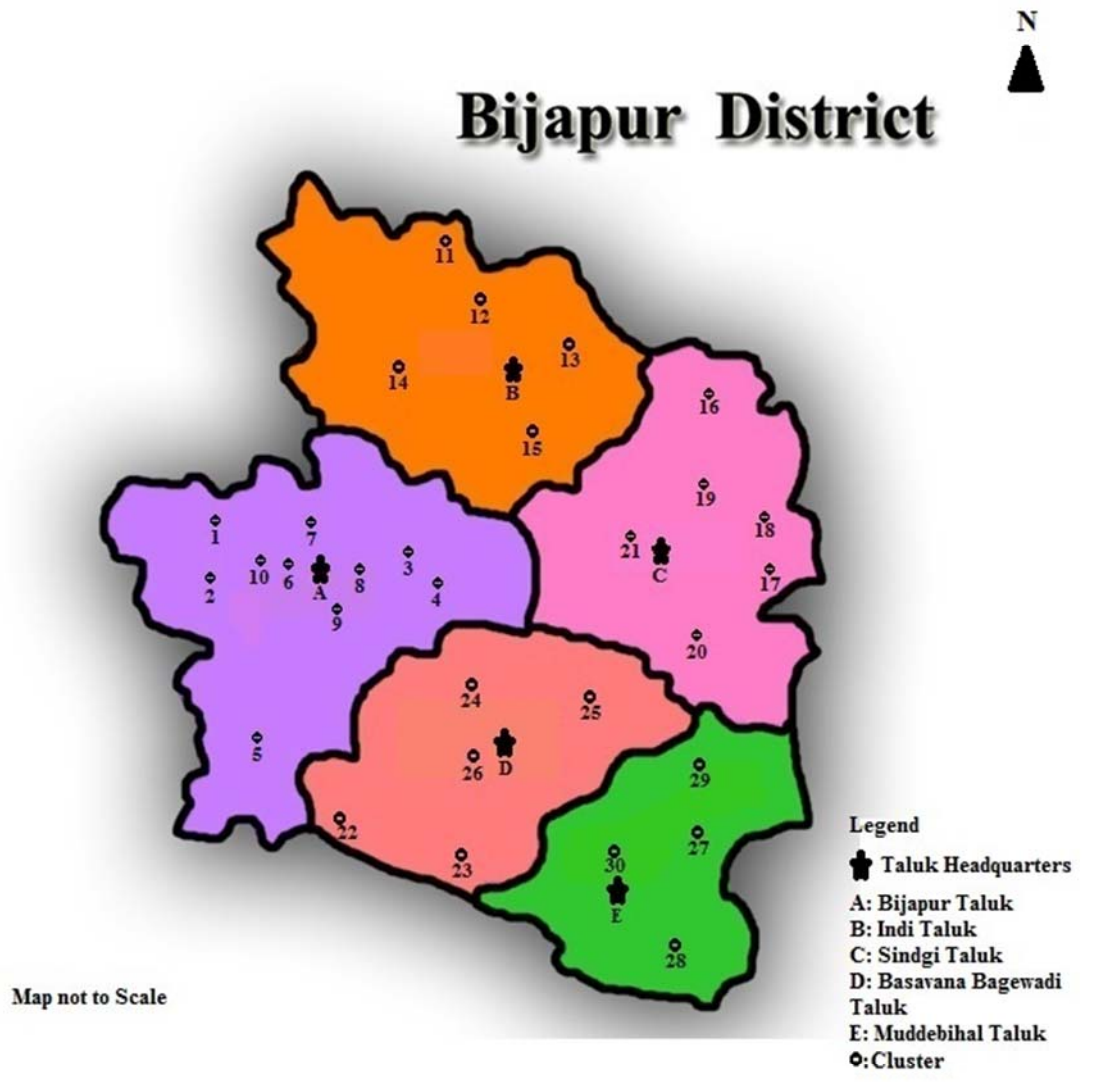 N
Bijapur District
11
12
13
14
B
15
16
19
1
7
18
21
3
10
6
A
8
C
17
2
4
9
20
24
25
5
26
D
29
22
27
23
30
E
28
Legend
Taluk Headquarters
A: Bijapur Taluk
B: Indi Taluk
C: Sindgi Taluk
D: Basavana Bagewadi
Taluk
E: Muddebihal Taluk
:Cluster
Map not to Scale